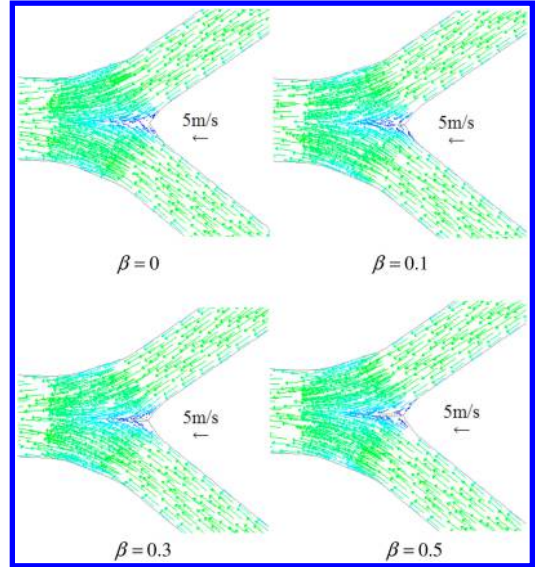 5m/s
←
5m/s
←
β = 0
β = 0.1
5m/s
←
5m/s
←
β = 0.3
β = 0.5